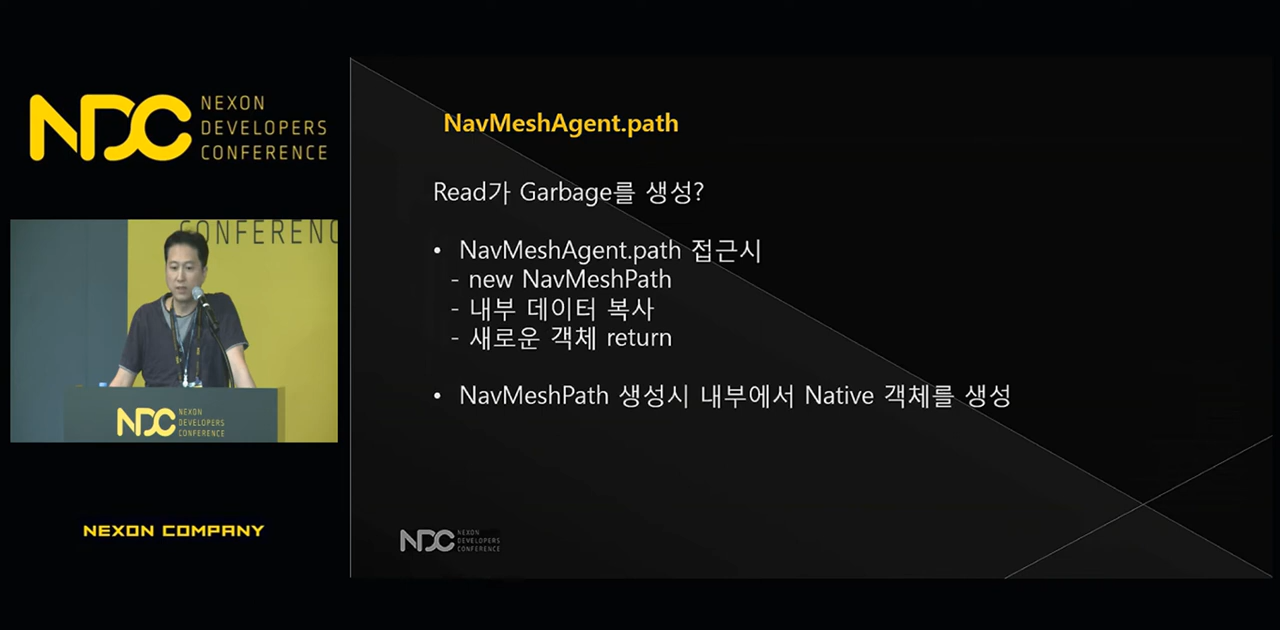 NDC
NEXON
DEVELOPERS
CONFERENCE
CONFERENC
NDC
NEXON
DEVELOPERS
CONFERENCE
NEXON COMPANY
NavMeshAgent.path
Read가 Garbage를 생성?
• NavMeshAgent.path 접근시
- new NavMeshPath
- 내부 데이터 복사
- 새로운 객체 return
• NavMeshPath 생성시 내부에서 Native 객체를 생성
NDC
NEXON
DEVELOPERS
CONFERENCE